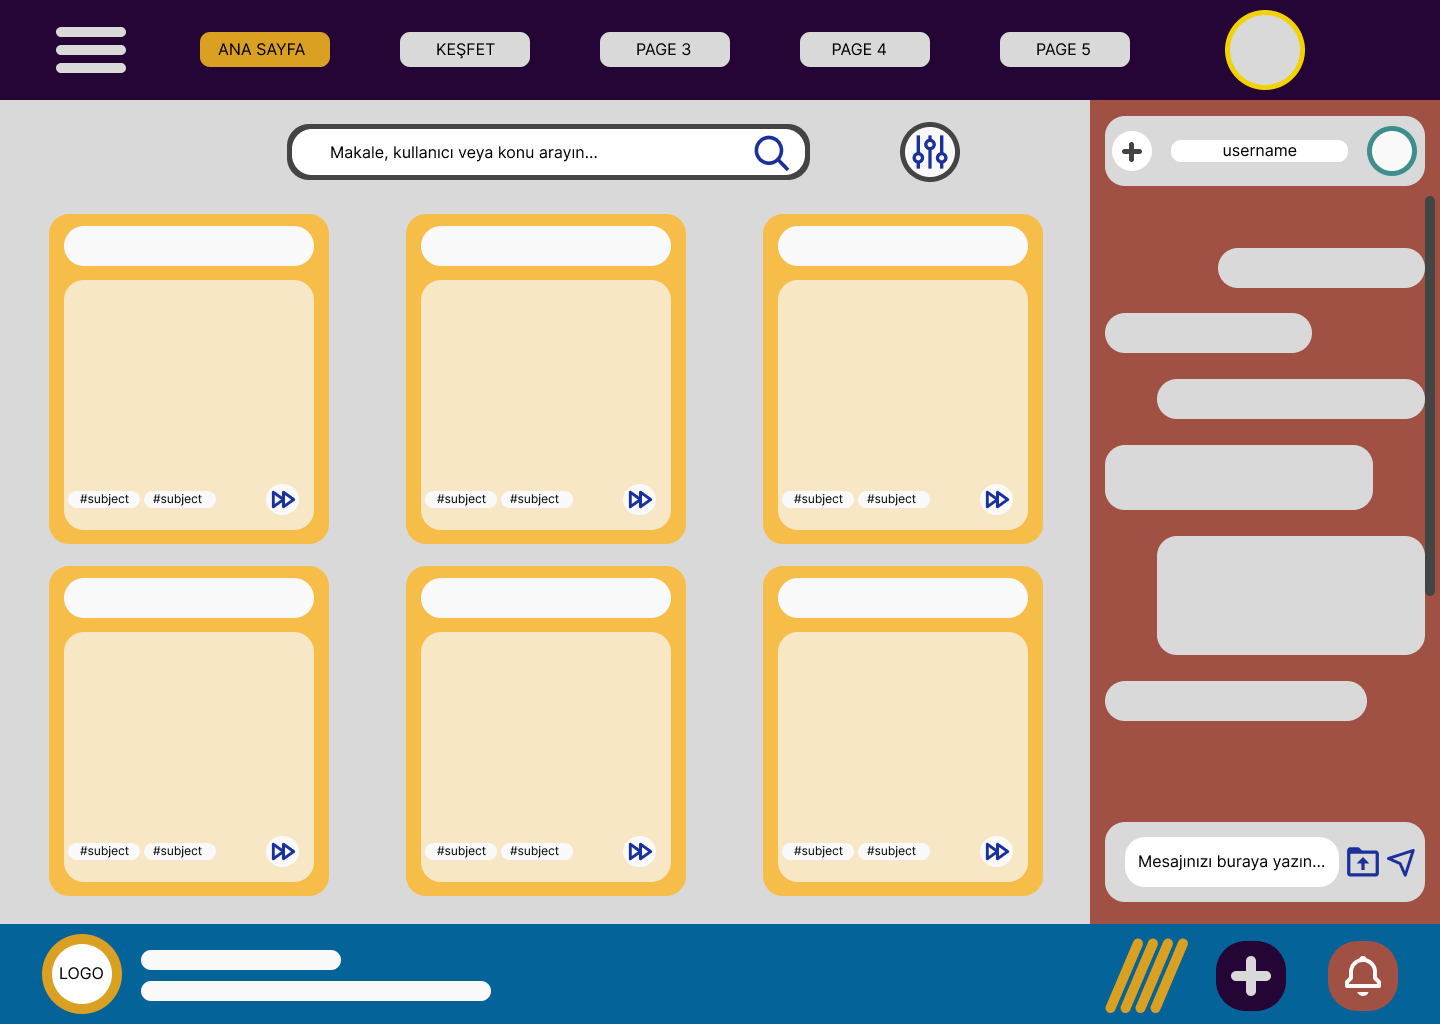 ANA SAYFA
KEŞFET
PAGE 3
PAGE 4
PAGE 5
Makale, kullanıcı veya konu arayın...
username
#subject #subject
#subject #subject
#subject #subject
#subject #subject
#subject #subject
#subject #subject
Mesajınızı buraya yazın...
LOGO